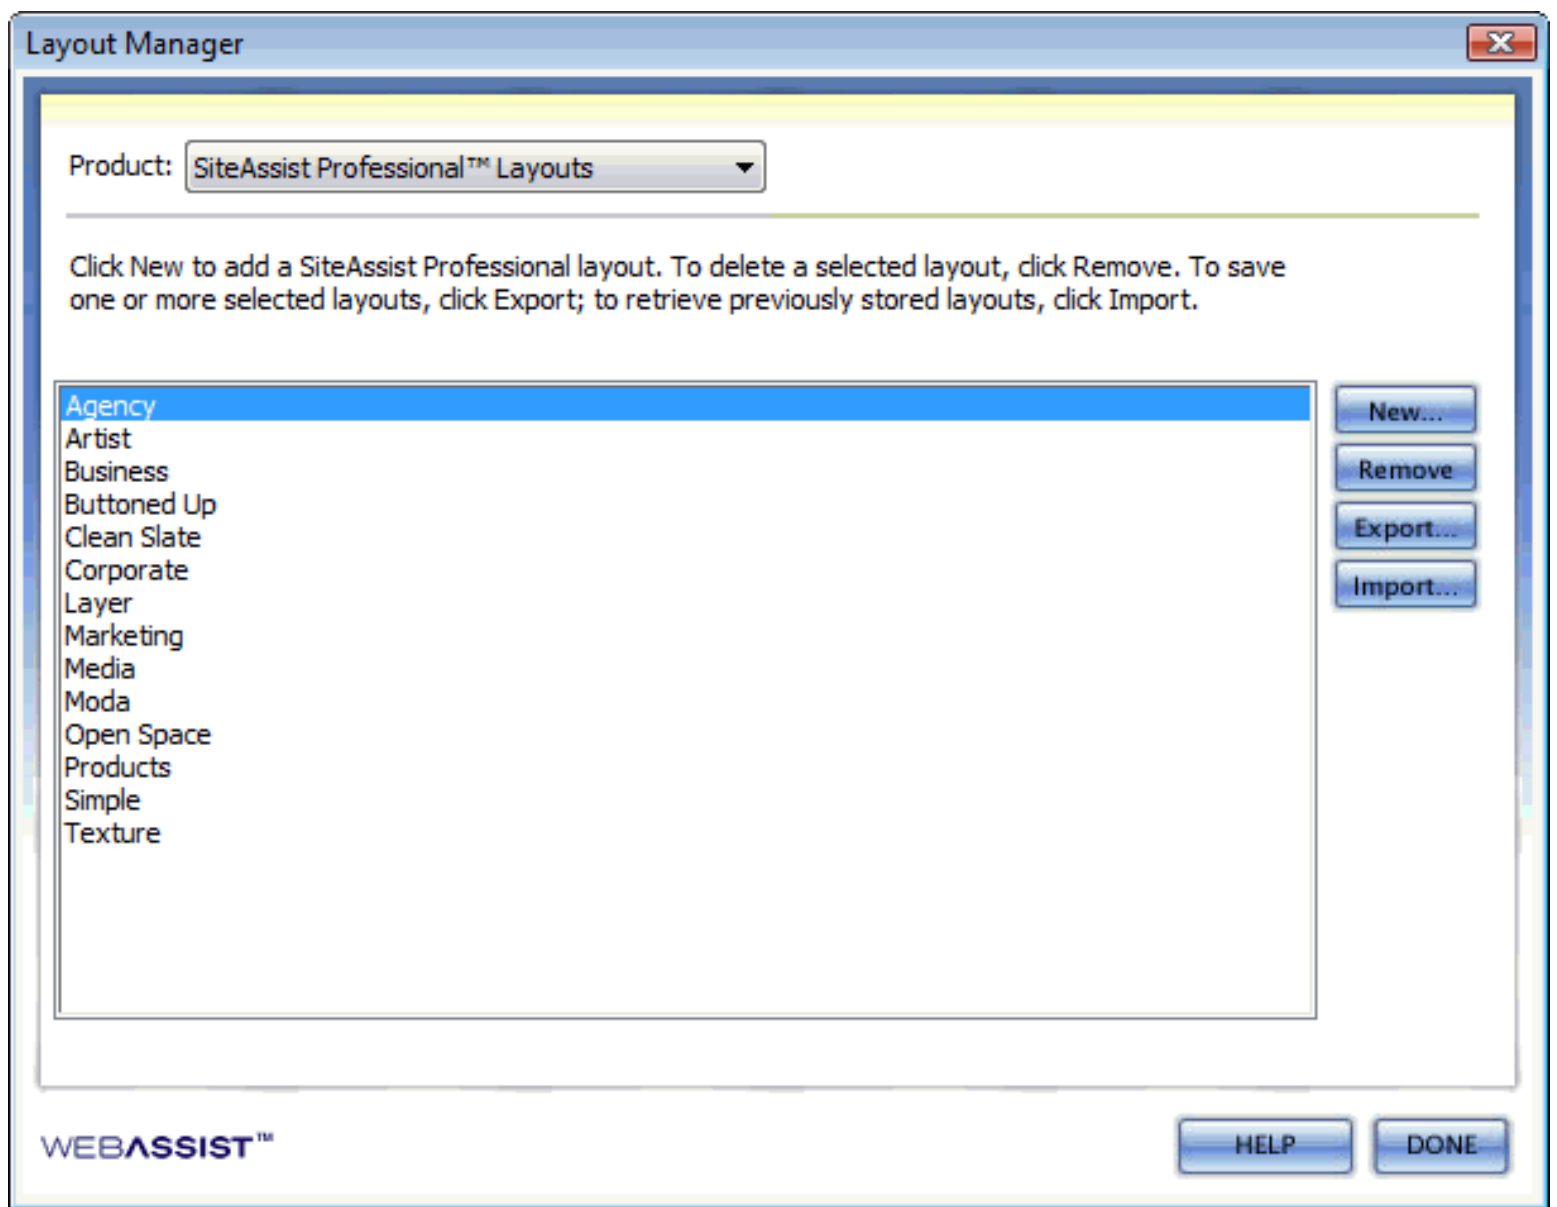 Layout Manager
Product: SiteAssist Professional™ Layouts
Click New to add a SiteAssist Professional layout. To delete a selected layout, click Remove. To save
one or more selected layouts, click Export; to retrieve previously stored layouts, click Import.
Agency
Artist
Business
Buttoned Up
Clean Slate
Corporate
Layer
Marketing
Media
Moda
Open Space
Products
Simple
Texture
New...
Remove
Export...
Import...
WEBASSIST™
HELP
DONE